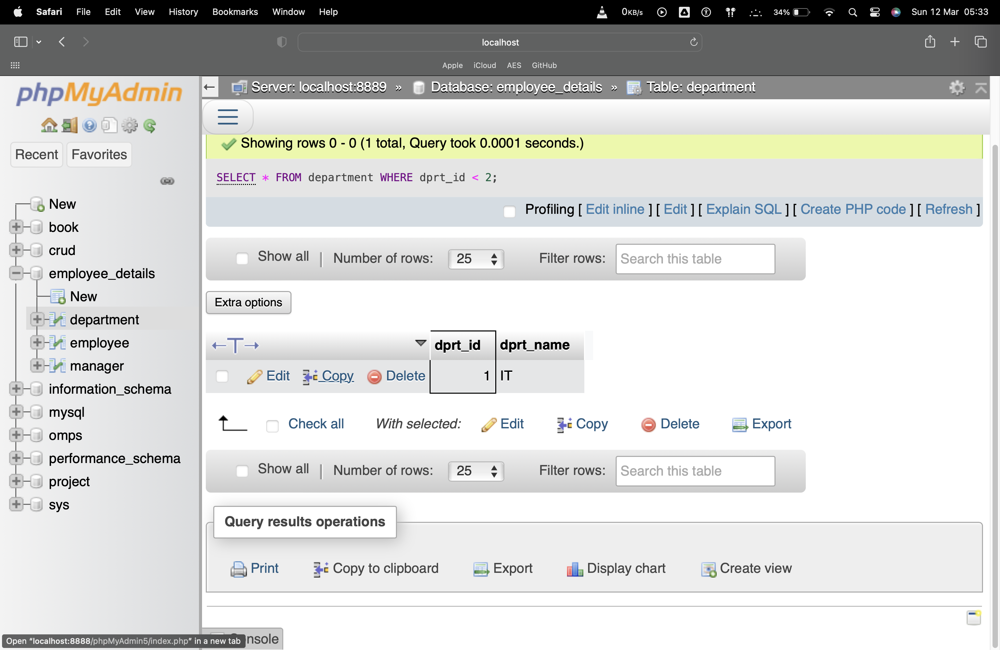 Safari File Edit View History Bookmarks Window Help 0KB/s 34% Sun 12 Mar 05:33
localhost
Apple iCloud AES GitHub
phpMyAdmin
Recent Favorites
New
book
crud
employee_details
New
department
employee
manager
information_schema
mysql
omps
performance_schema
project
sys
Server: localhost:8889 » Database: employee_details » Table: department
Showing rows 0 - 0 (1 total, Query took 0.0001 seconds.)
SELECT * FROM department WHERE dprt_id < 2;
Profiling [ Edit inline ] [ Edit ] [ Explain SQL ] [ Create PHP code ] [ Refresh ]
Show all | Number of rows: 25 Filter rows: Search this table
Extra options
←T→ dprt_id dprt_name
Edit Copy Delete 1 IT
Check all With selected: Edit Copy Delete Export
Show all | Number of rows: 25 Filter rows: Search this table
Query results operations
Print Copy to clipboard Export Display chart Create view
Open “localhost:8888/phpMyAdmin5/index.php” in a new tab